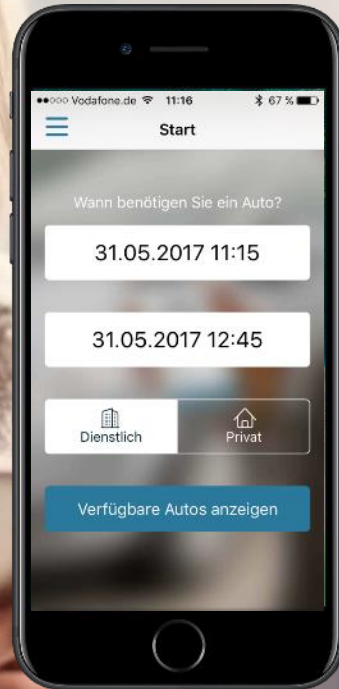 Vodafone.de 11:16 67 %
Start
Wann benötigen Sie ein Auto?
31.05.2017 11:15
31.05.2017 12:45
Dienstlich Privat
Verfügbare Autos anzeigen